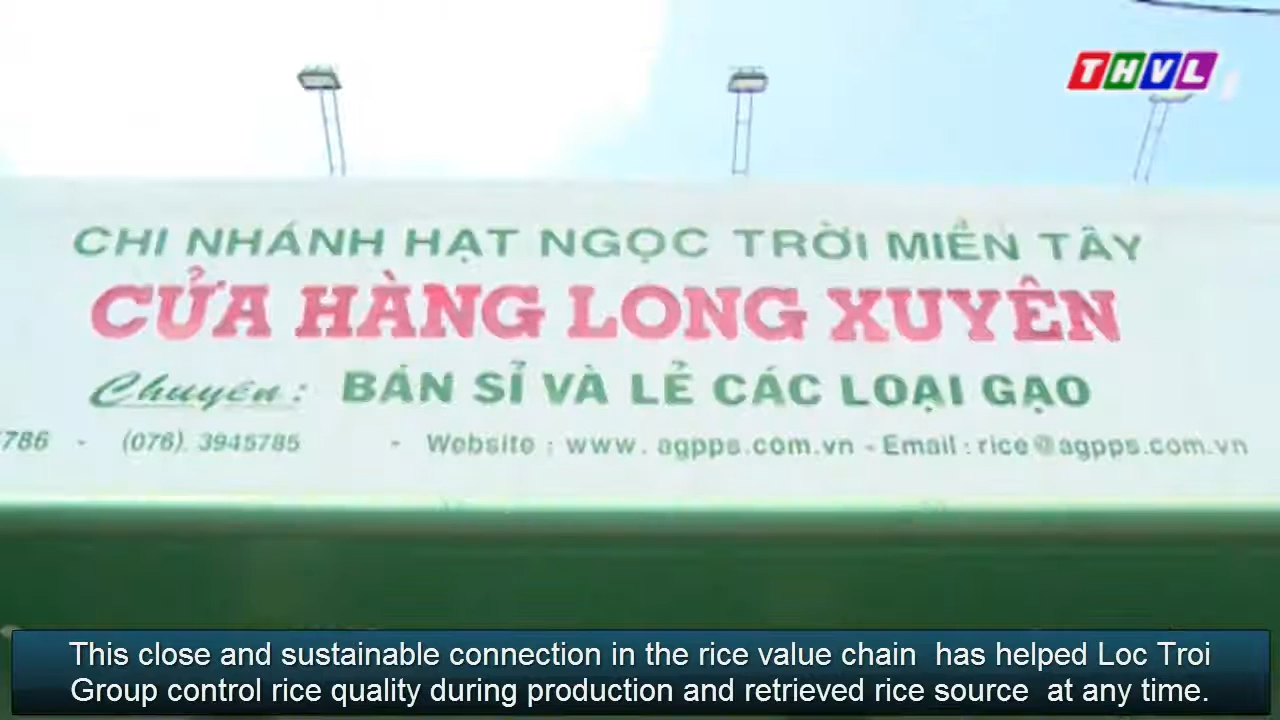 THVL
CHI NHÁNH HẠT NGỌC TRỜI MIỀN TÂY
CỬA HÀNG LONG XUYÊN
Chuyên: BÁN SỈ VÀ LẺ CÁC LOẠI GẠO
786 - (076). 3945785 - Website : www. agpps.com.vn - Email : rice@agpps.com.vn
This close and sustainable connection in the rice value chain has helped Loc Troi
Group control rice quality during production and retrieved rice source at any time.